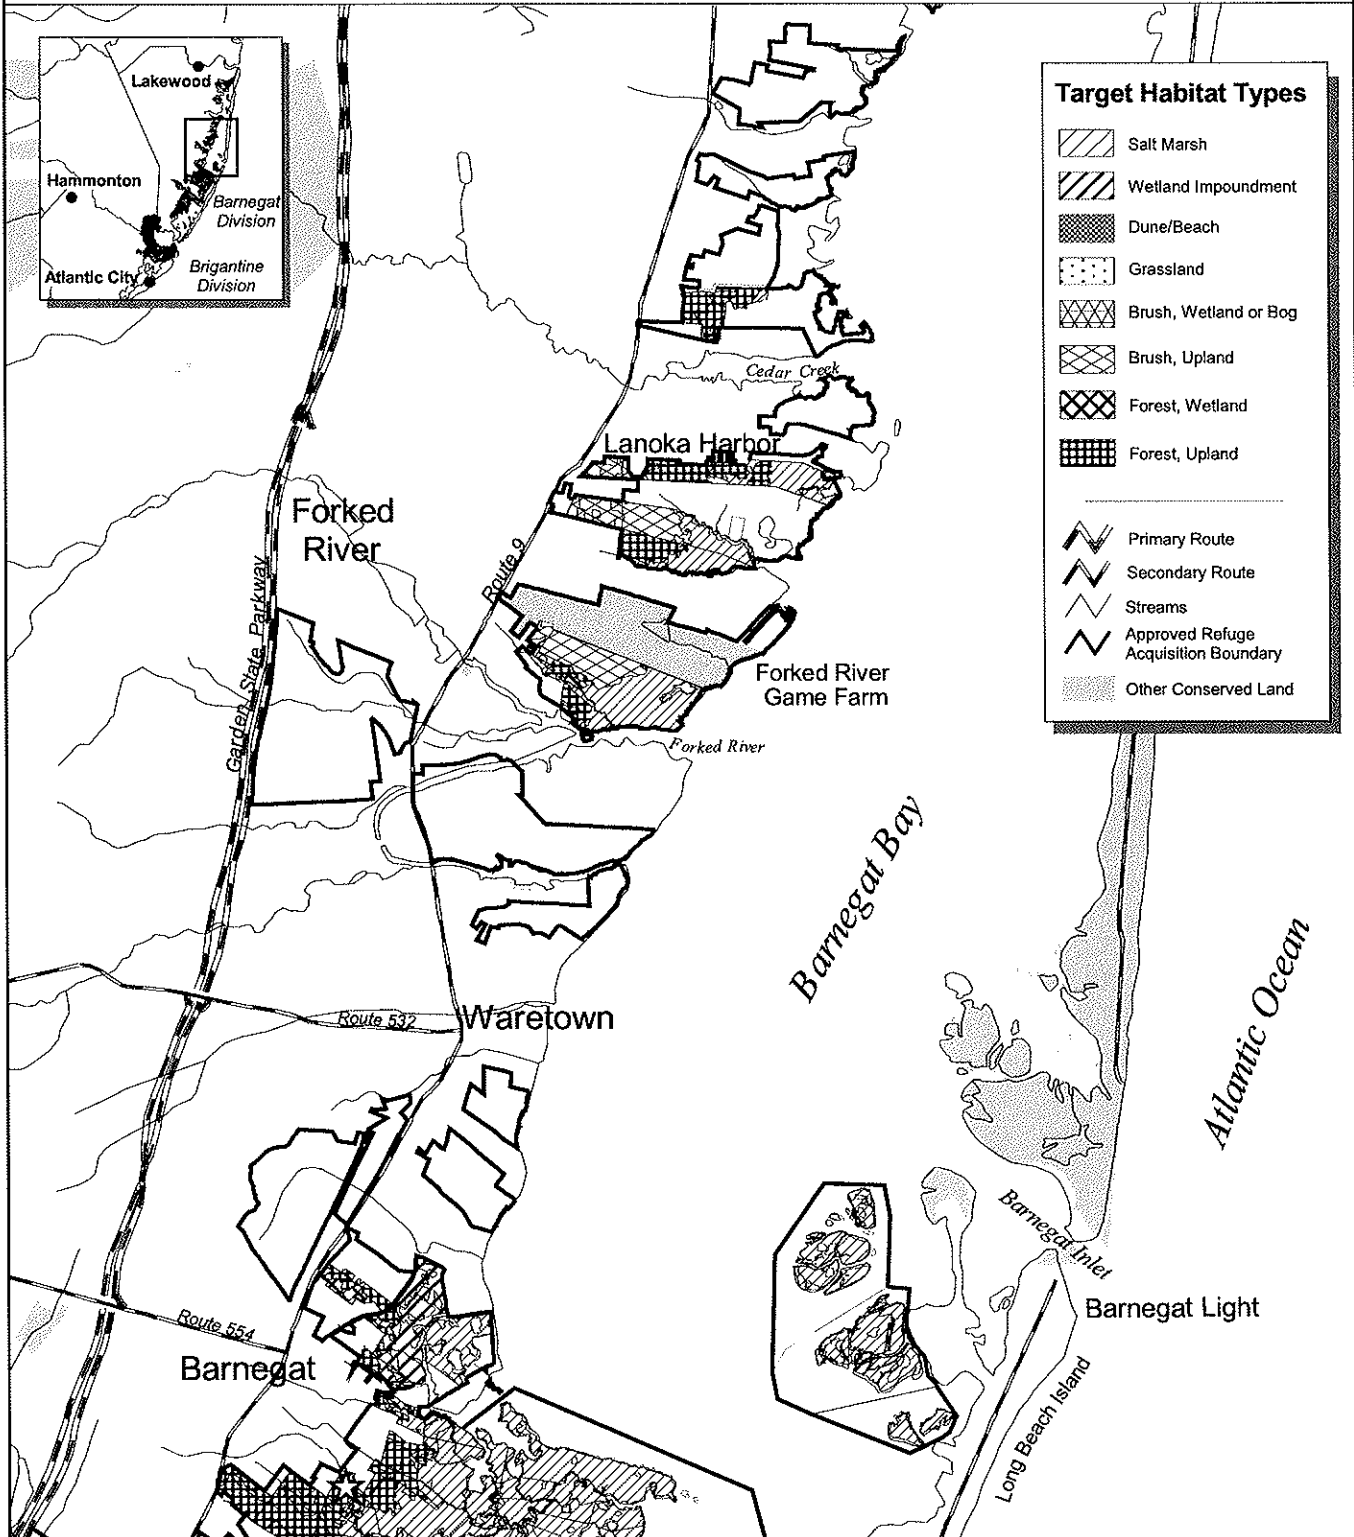 Lakewood
Hammonton
Barnegat
Division
Atlantic City
Brigantine
Division
Target Habitat Types
Salt Marsh
Wetland Impoundment
Dune/Beach
Grassland
Brush, Wetland or Bog
Brush, Upland
Forest, Wetland
Forest, Upland
Primary Route
Secondary Route
Streams
Approved Refuge
Acquisition Boundary
Other Conserved Land
Cedar Creek
Lanoka Harbor
Forked
River
Route 9
Garden State Parkway
Forked River
Game Farm
Forked River
Barnegat Bay
Atlantic Ocean
Route 532
Waretown
Barnegat Inlet
Barnegat Light
Route 554
Barnegat
Long Beach Island